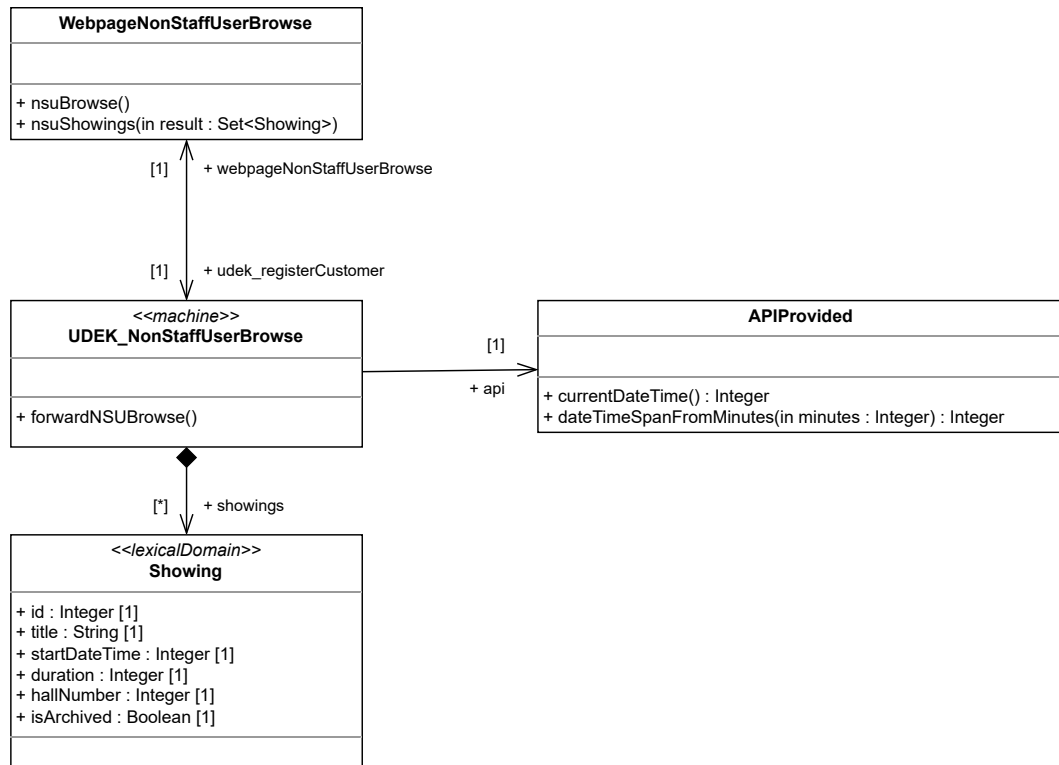 WebpageNonStaffUserBrowse
+ nsuBrowse()
+ nsuShowings(in result : Set<Showing>)
[1] + webpageNonStaffUserBrowse
[1] + udek_registerCustomer
<<machine>>
UDEK_NonStaffUserBrowse
+ forwardNSUBrowse()
[1]
+ api
APIProvided
+ currentDateTime() : Integer
+ dateTimeSpanFromMinutes(in minutes : Integer) : Integer
[*] + showings
<<lexicalDomain>>
Showing
+ id : Integer [1]
+ title : String [1]
+ startDateTime : Integer [1]
+ duration : Integer [1]
+ hallNumber : Integer [1]
+ isArchived : Boolean [1]